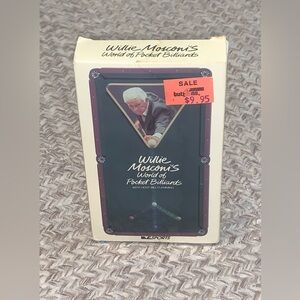 Willie Mosconi's
World of Pocket Billiards
SALE
$9.95
Willie
Mosconi's
World of
Pocket Billiards